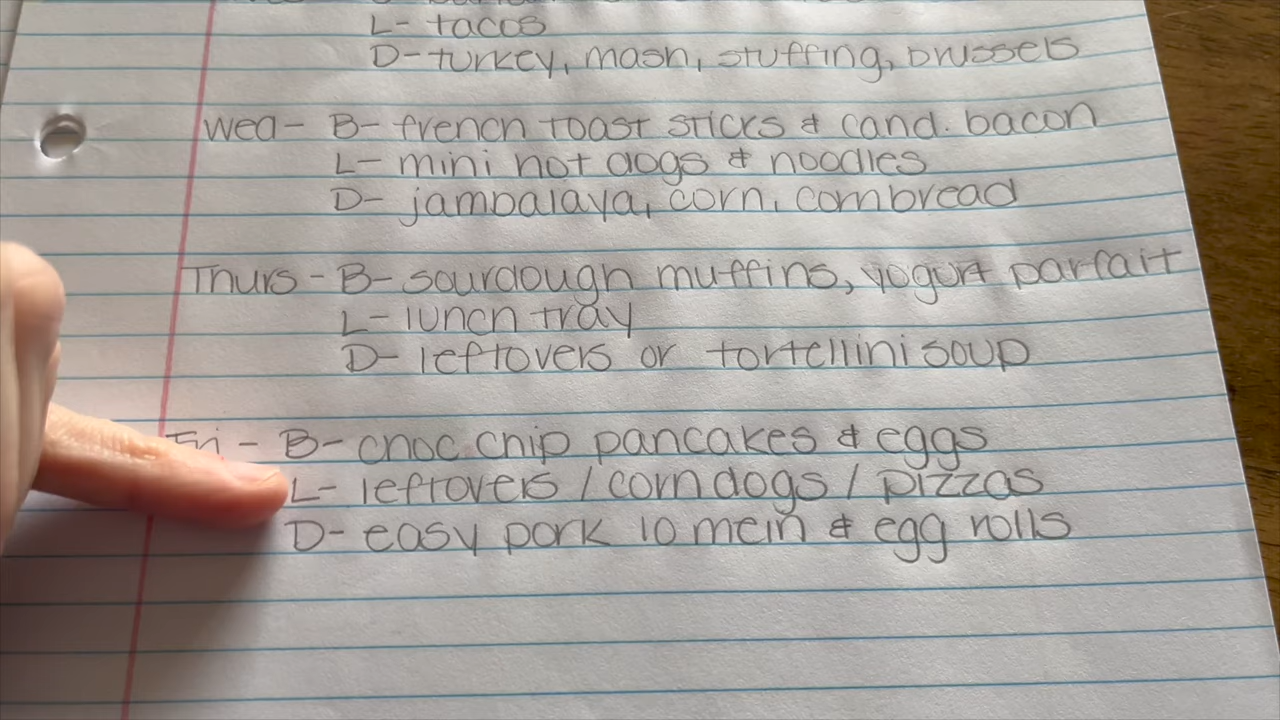 L- tacos
D- turkey, mash, stuffing, brussels
Wed- B- french toast sticks & cand. bacon
L- mini hot dogs & noodles
D- jambalaya, corn, cornbread
Thurs- B- sourdough muffins, yogurt parfait
L- lunch tray
D- leftovers or tortellini soup
Fri- B- choc. chip pancakes & eggs
L- leftovers / corndogs / pizzas
D- easy pork lo mein & egg rolls